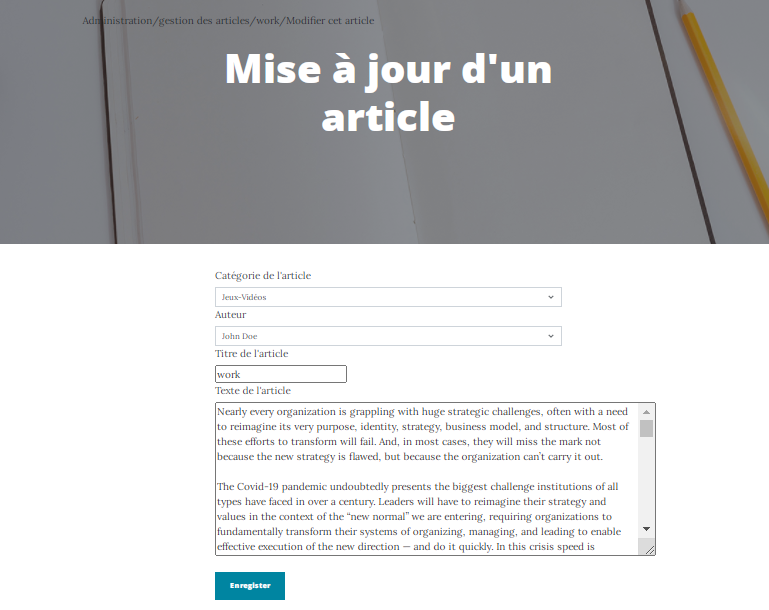 Administration/gestion des articles/work/Modifier cet article
Mise à jour d'un
article
Catégorie de l'article
Jeux-Vidéos
Auteur
John Doe
Titre de l'article
work
Texte de l'article
Nearly every organization is grappling with huge strategic challenges, often with a need
to reimagine its very purpose, identity, strategy, business model, and structure. Most of
these efforts to transform will fail. And, in most cases, they will miss the mark not
because the new strategy is flawed, but because the organization can’t carry it out.
The Covid-19 pandemic undoubtedly presents the biggest challenge institutions of all
types have faced in over a century. Leaders will have to reimagine their strategy and
values in the context of the “new normal” we are entering, requiring organizations to
fundamentally transform their systems of organizing, managing, and leading to enable
effective execution of the new direction — and do it quickly. In this crisis speed is
Enregister